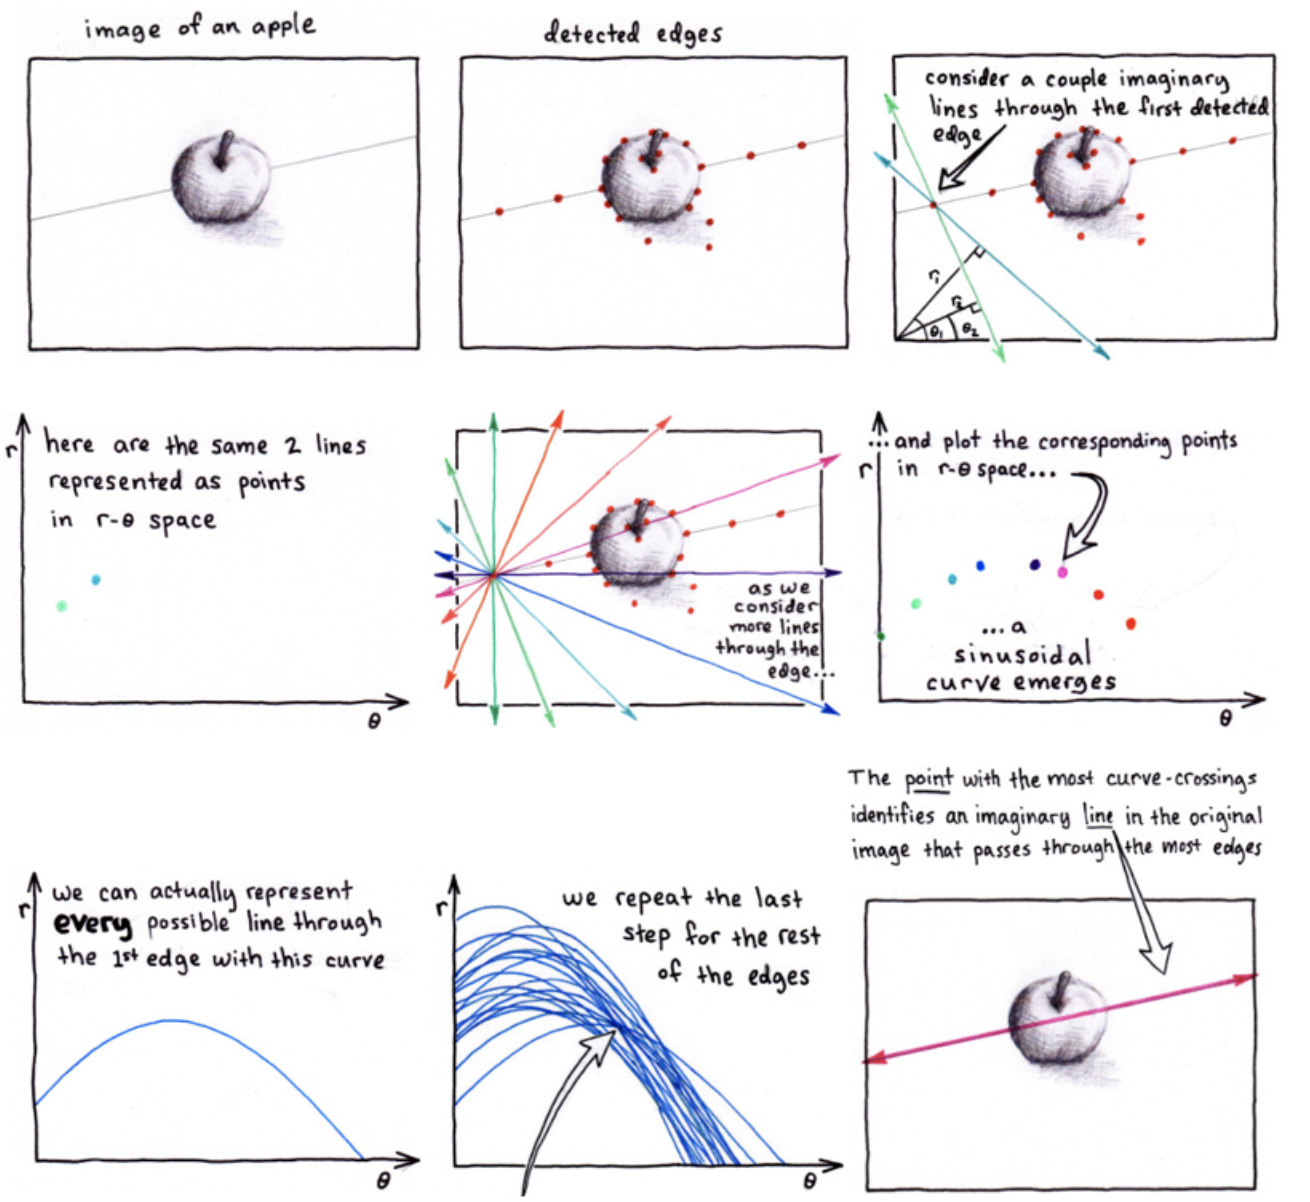 image of an apple
detected edges
consider a couple imaginary
lines through the first detected
edge
r₁
r₂
θ₁
θ₂
r
here are the same 2 lines
represented as points
in r-θ space
θ
as we
consider
more lines
through the
edge...
...and plot the corresponding points
r
in r-θ space...
...a
sinusoidal
curve emerges
θ
r
we can actually represent
every possible line through
the 1st edge with this curve
θ
r
we repeat the last
step for the rest
of the edges
θ
The point with the most curve-crossings
identifies an imaginary line in the original
image that passes through the most edges